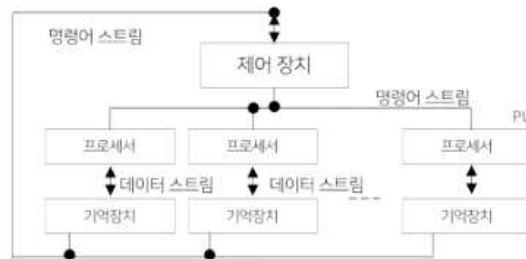 명령어 스트림
제어 장치
명령어 스트림
PU
프로세서 프로세서 프로세서
데이터 스트림 데이터 스트림
기억장치 기억장치 기억장치